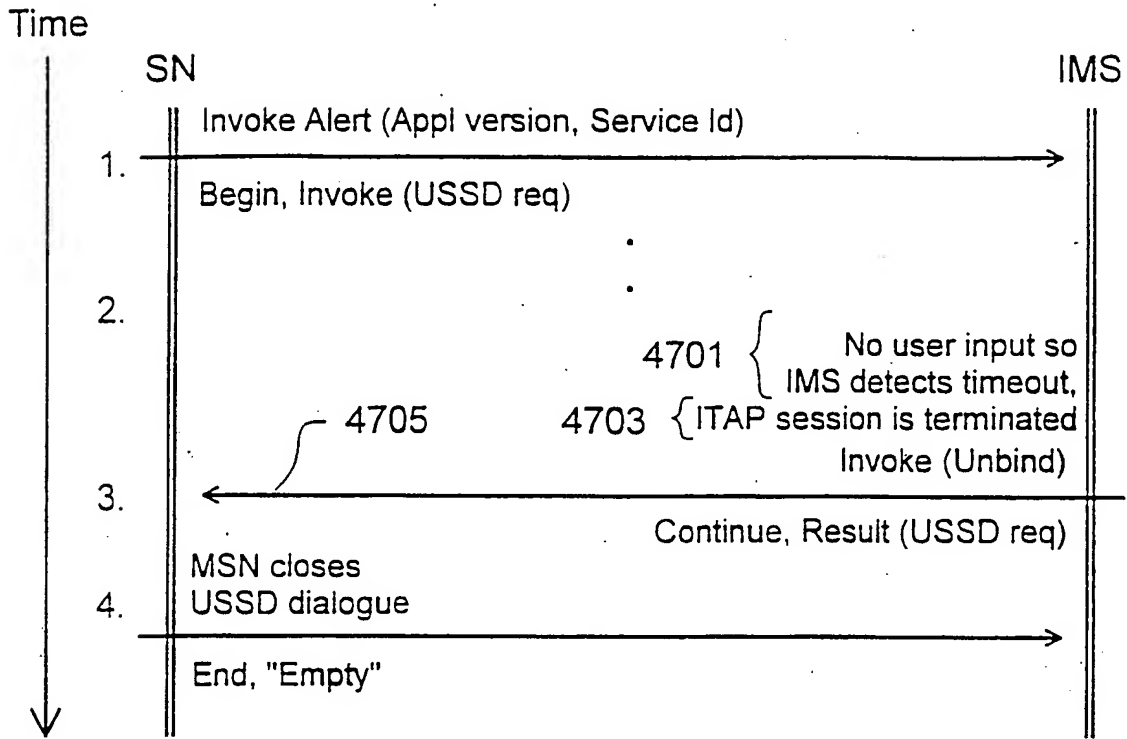 Time
SN
IMS
Invoke Alert (Appl version, Service Id)
1.
Begin, Invoke (USSD req)
2.
4701
No user input so
IMS detects timeout,
4705
4703
ITAP session is terminated
Invoke (Unbind)
3.
Continue, Result (USSD req)
MSN closes
USSD dialogue
4.
End, "Empty"